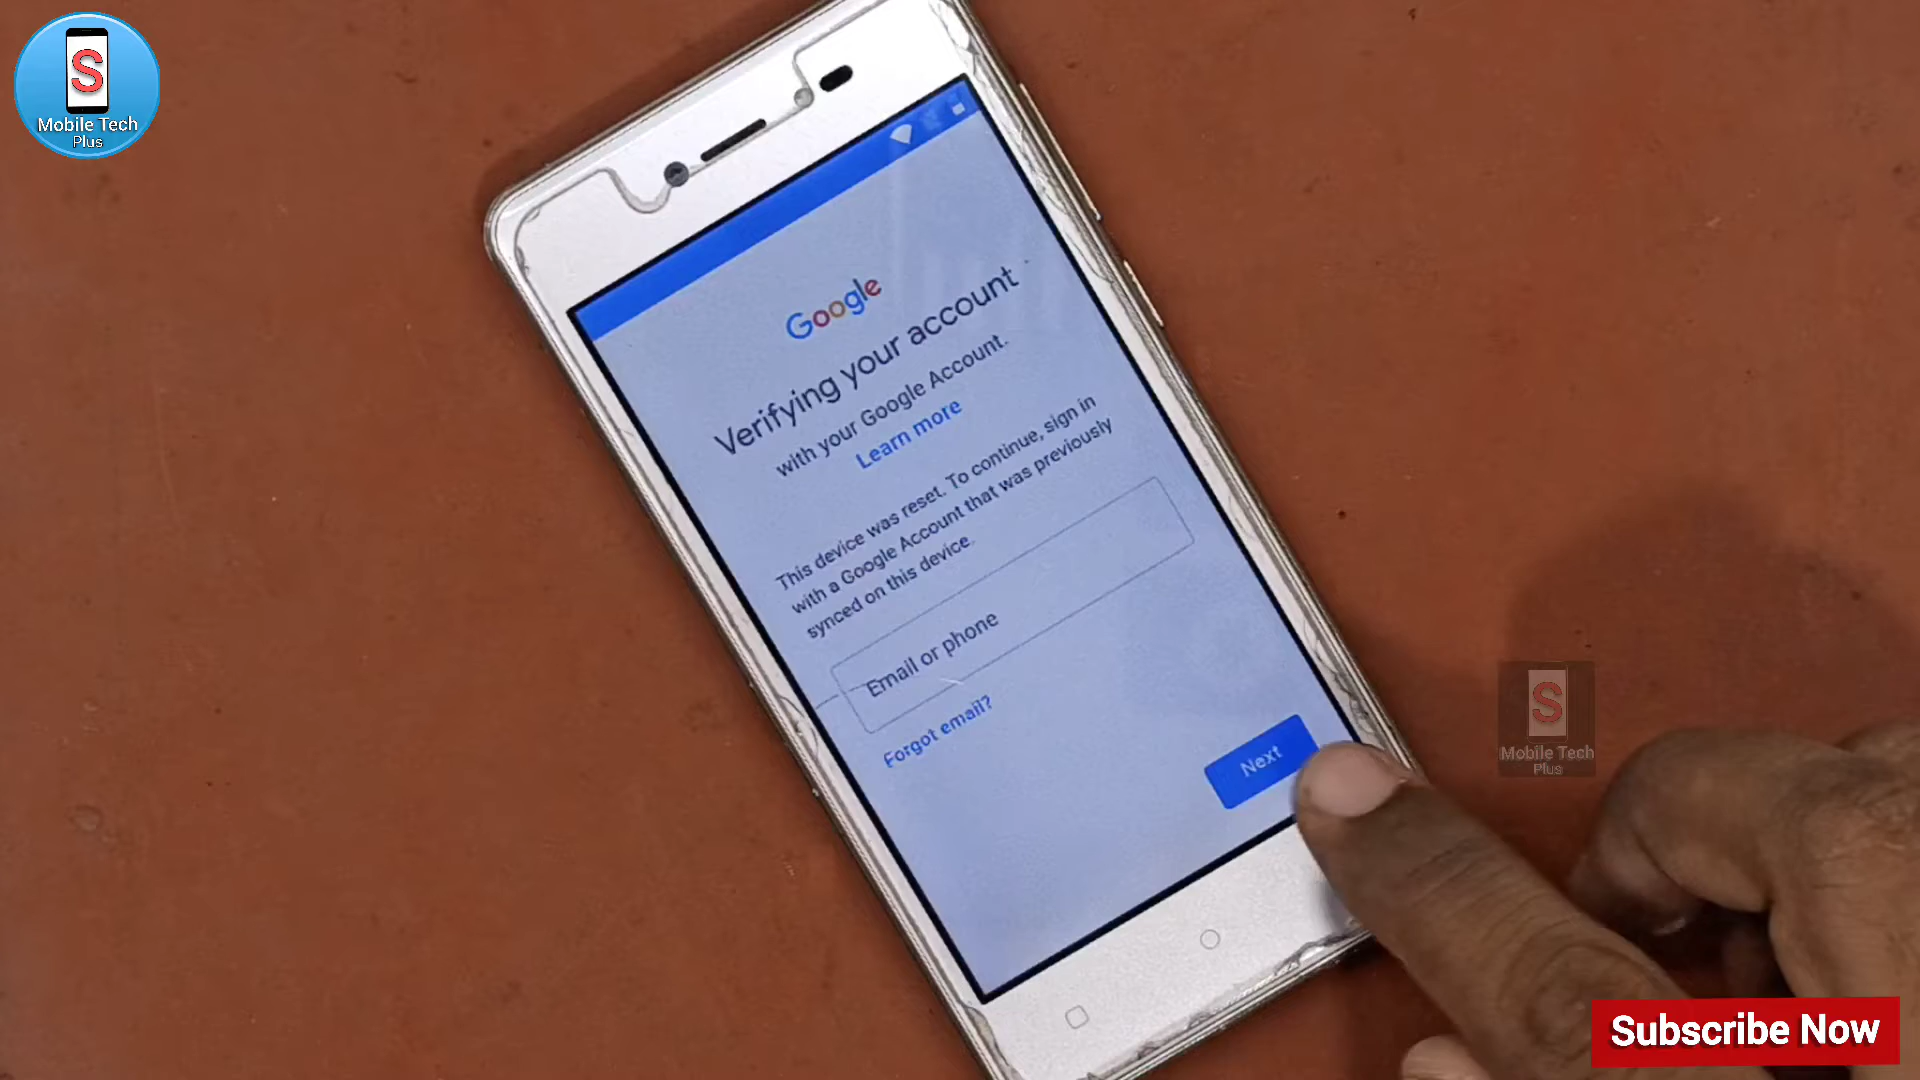 S
Mobile Tech
Plus
Google
Verifying your account
with your Google Account.
Learn more
This device was reset. To continue, sign in
with a Google Account that was previously
synced on this device.
Email or phone
Forgot email?
Next
S
Mobile Tech
Plus
Subscribe Now